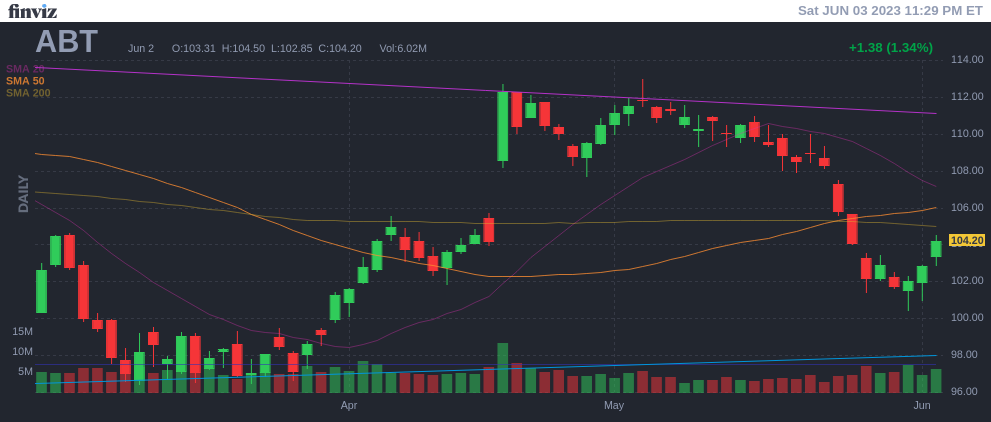 finviz
Sat JUN 03 2023 11:29 PM ET
ABT
Jun 2 O:103.31 H:104.50 L:102.85 C:104.20 Vol:6.02M
+1.38 (1.34%)
SMA 20
SMA 50
SMA 200
DAILY
114.00
112.00
110.00
108.00
106.00
104.20
102.00
100.00
98.00
96.00
15M
10M
5M
Apr
May
Jun